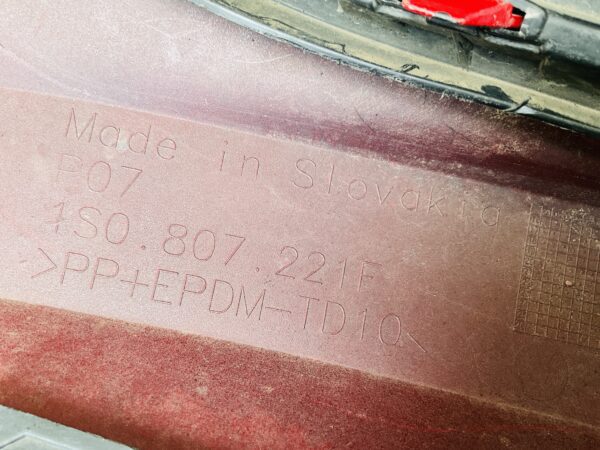 Made in Slovakia
P07
1S0.807.221F
>PP+EPDM-TD10<